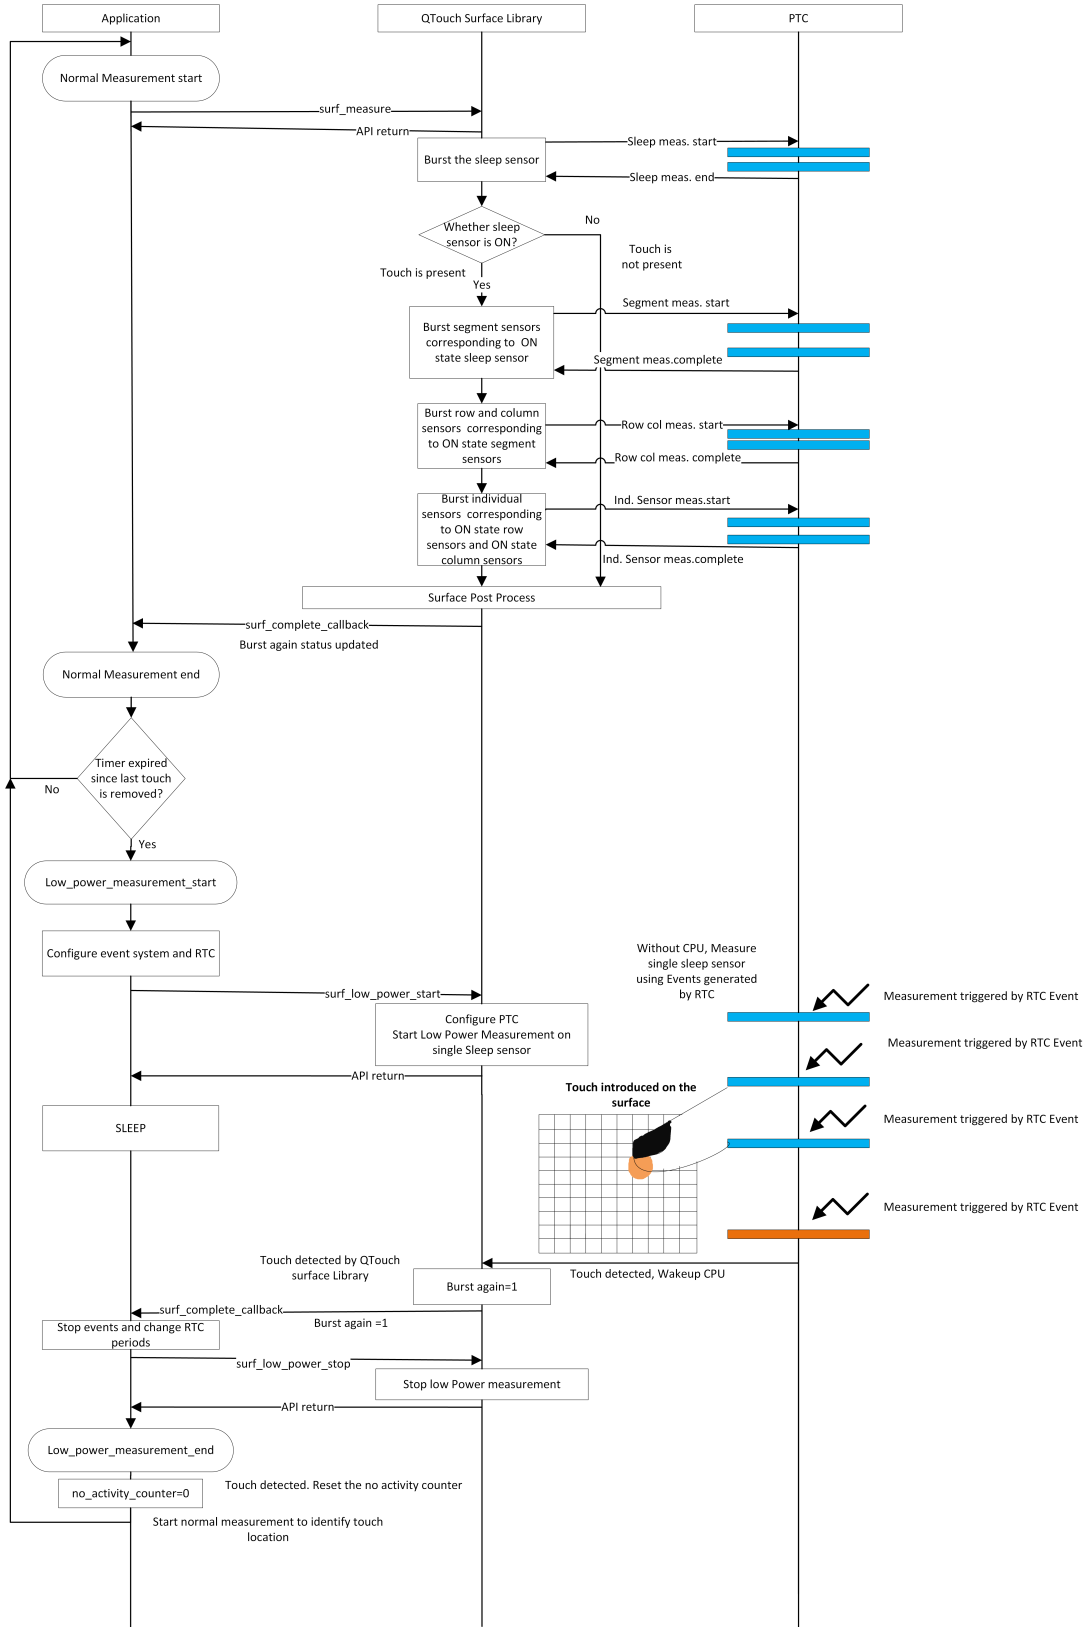 Application
QTouch Surface Library
PTC
Normal Measurement start
surf_measure
API return
Sleep meas. start
Burst the sleep sensor
Sleep meas. end
No
Whether sleep
sensor is ON?
Touch is
not present
Touch is present
Yes
Segment meas. start
Burst segment sensors
corresponding to  ON
state sleep sensor
Segment meas.complete
Burst row and column
sensors  corresponding
to ON state segment
sensors
Row col meas. start
Row col meas. complete
Burst individual
sensors  corresponding
to ON state row
sensors and ON state
column sensors
Ind. Sensor meas.start
Ind. Sensor meas.complete
Surface Post Process
surf_complete_callback
Burst again status updated
Normal Measurement end
Timer expired
since last touch
is removed?
No
Yes
Low_power_measurement_start
Configure event system and RTC
Without CPU, Measure
single sleep sensor
using Events generated
by RTC
surf_low_power_start
Measurement triggered by RTC Event
Configure PTC
Start Low Power Measurement on
single Sleep sensor
Measurement triggered by RTC Event
API return
Touch introduced on the
surface
SLEEP
Measurement triggered by RTC Event
Measurement triggered by RTC Event
Touch detected by QTouch
surface Library
Touch detected, Wakeup CPU
Burst again=1
surf_complete_callback
Burst again =1
Stop events and change RTC
periods
surf_low_power_stop
Stop low Power measurement
API return
Low_power_measurement_end
Touch detected. Reset the no activity counter
no_activity_counter=0
Start normal measurement to identify touch
location